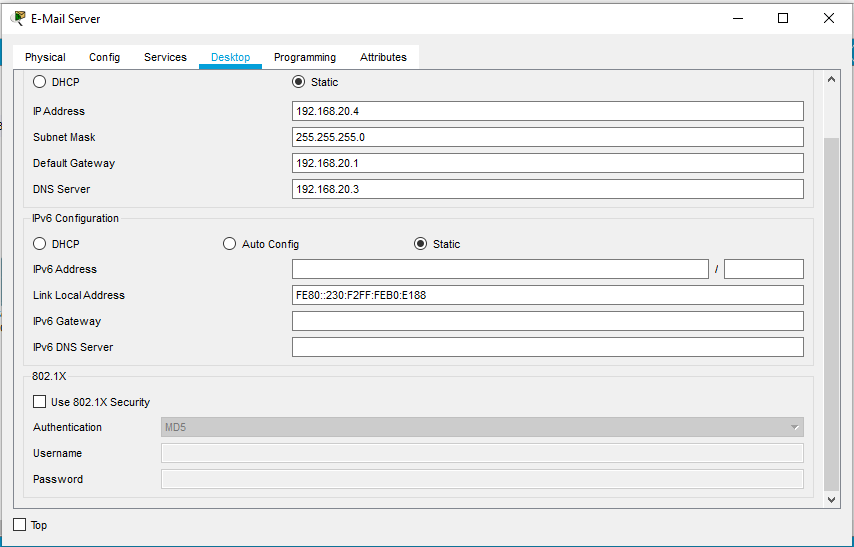 E-Mail Server
Physical Config Services Desktop Programming Attributes
DHCP Static
IP Address 192.168.20.4
Subnet Mask 255.255.255.0
Default Gateway 192.168.20.1
DNS Server 192.168.20.3
IPv6 Configuration
DHCP Auto Config Static
IPv6 Address /
Link Local Address FE80::230:F2FF:FEB0:E188
IPv6 Gateway
IPv6 DNS Server
802.1X
Use 802.1X Security
Authentication MD5
Username
Password
Top